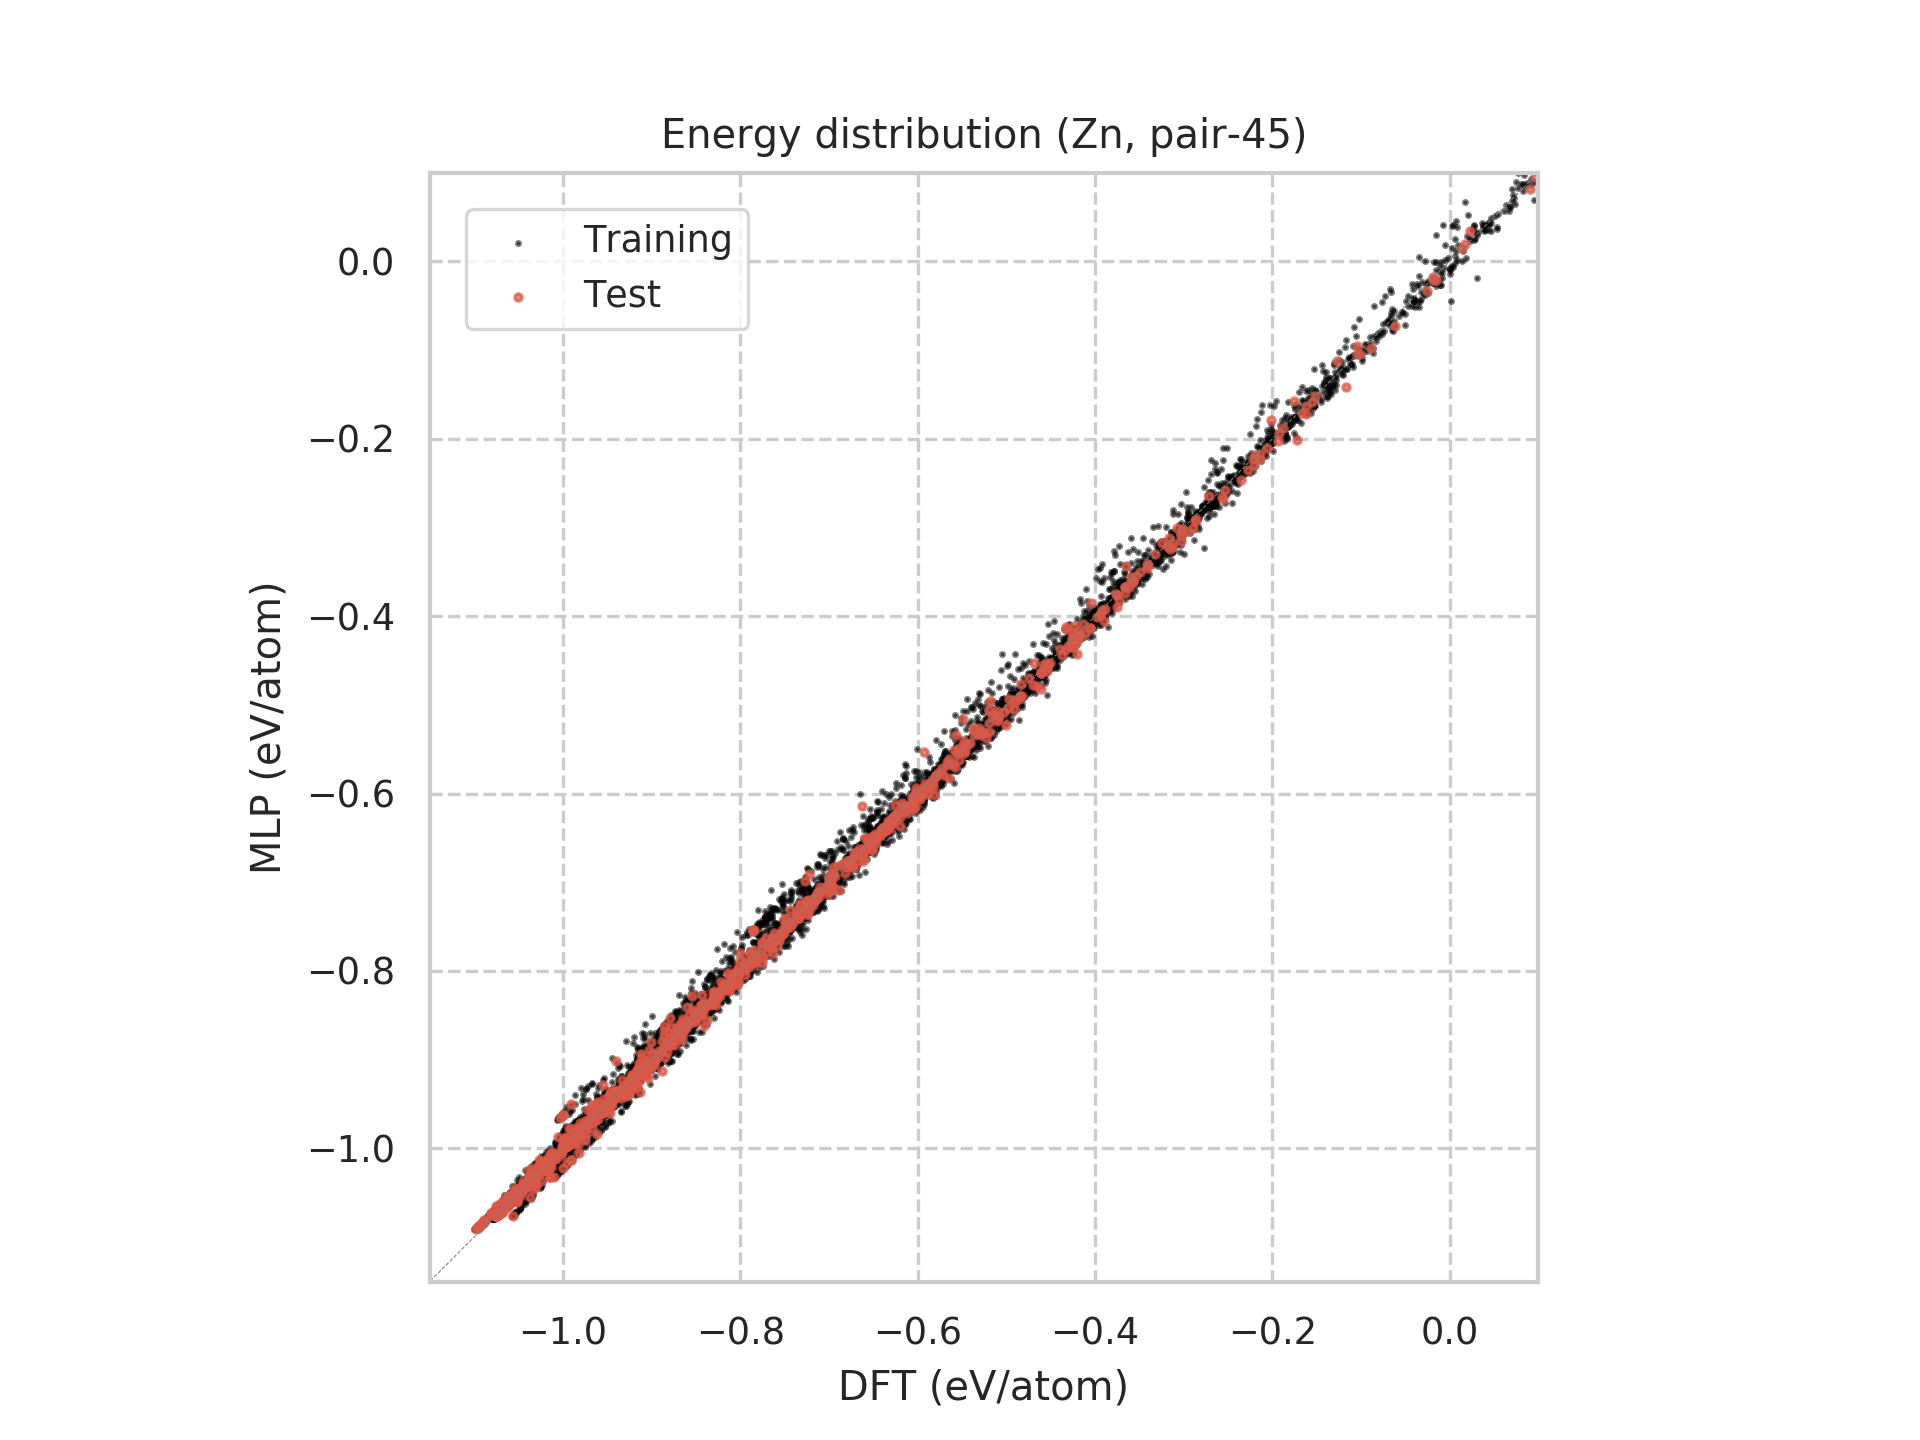 Energy distribution (Zn, pair-45)
Training
Test
0.0
−0.2
−0.4
−0.6
−0.8
−1.0
MLP (eV/atom)
−1.0
−0.8
−0.6
−0.4
−0.2
0.0
DFT (eV/atom)